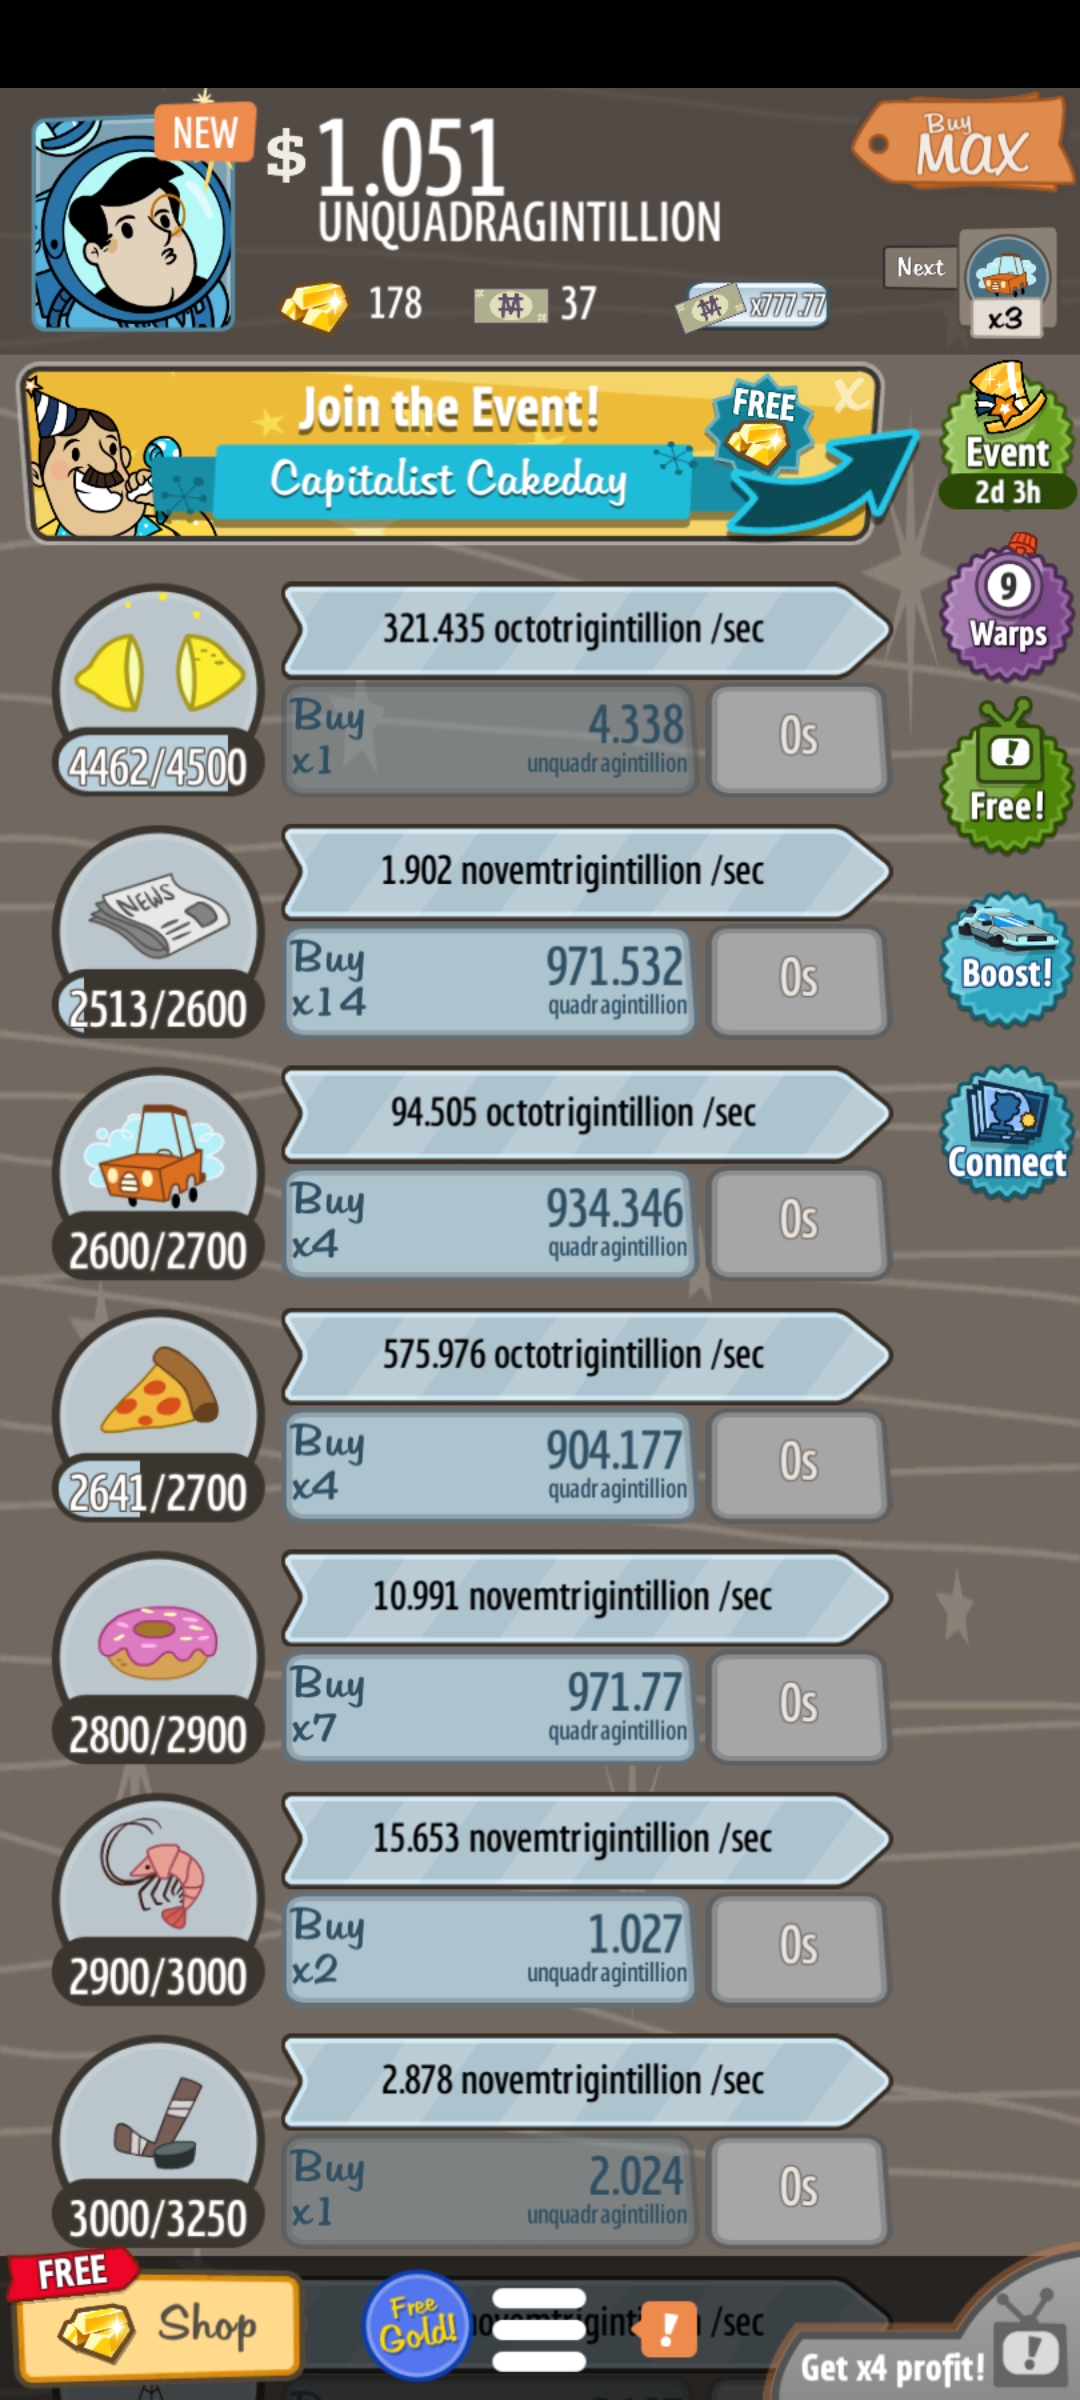 NEW
$1.051
UNQUADRAGINTILLION
Buy
MAX
178
37
x777.77
Next
x3
Join the Event!
FREE
X
Capitalist Cakeday
Event
2d 3h
321.435 octotrigintillion /sec
4462/4500
Buy
x1
4.338
unquadragintillion
0s
9
Warps
Free!
1.902 novemtrigintillion /sec
NEWS
2513/2600
Buy
x14
971.532
quadragintillion
0s
Boost!
94.505 octotrigintillion /sec
2600/2700
Buy
x4
934.346
quadragintillion
0s
Connect
575.976 octotrigintillion /sec
2641/2700
Buy
x4
904.177
quadragintillion
0s
10.991 novemtrigintillion /sec
2800/2900
Buy
x7
971.77
quadragintillion
0s
15.653 novemtrigintillion /sec
2900/3000
Buy
x2
1.027
unquadragintillion
0s
2.878 novemtrigintillion /sec
3000/3250
Buy
x1
2.024
unquadragintillion
0s
FREE
Shop
Free
Gold!
!
/sec
Get x4 profit!
!